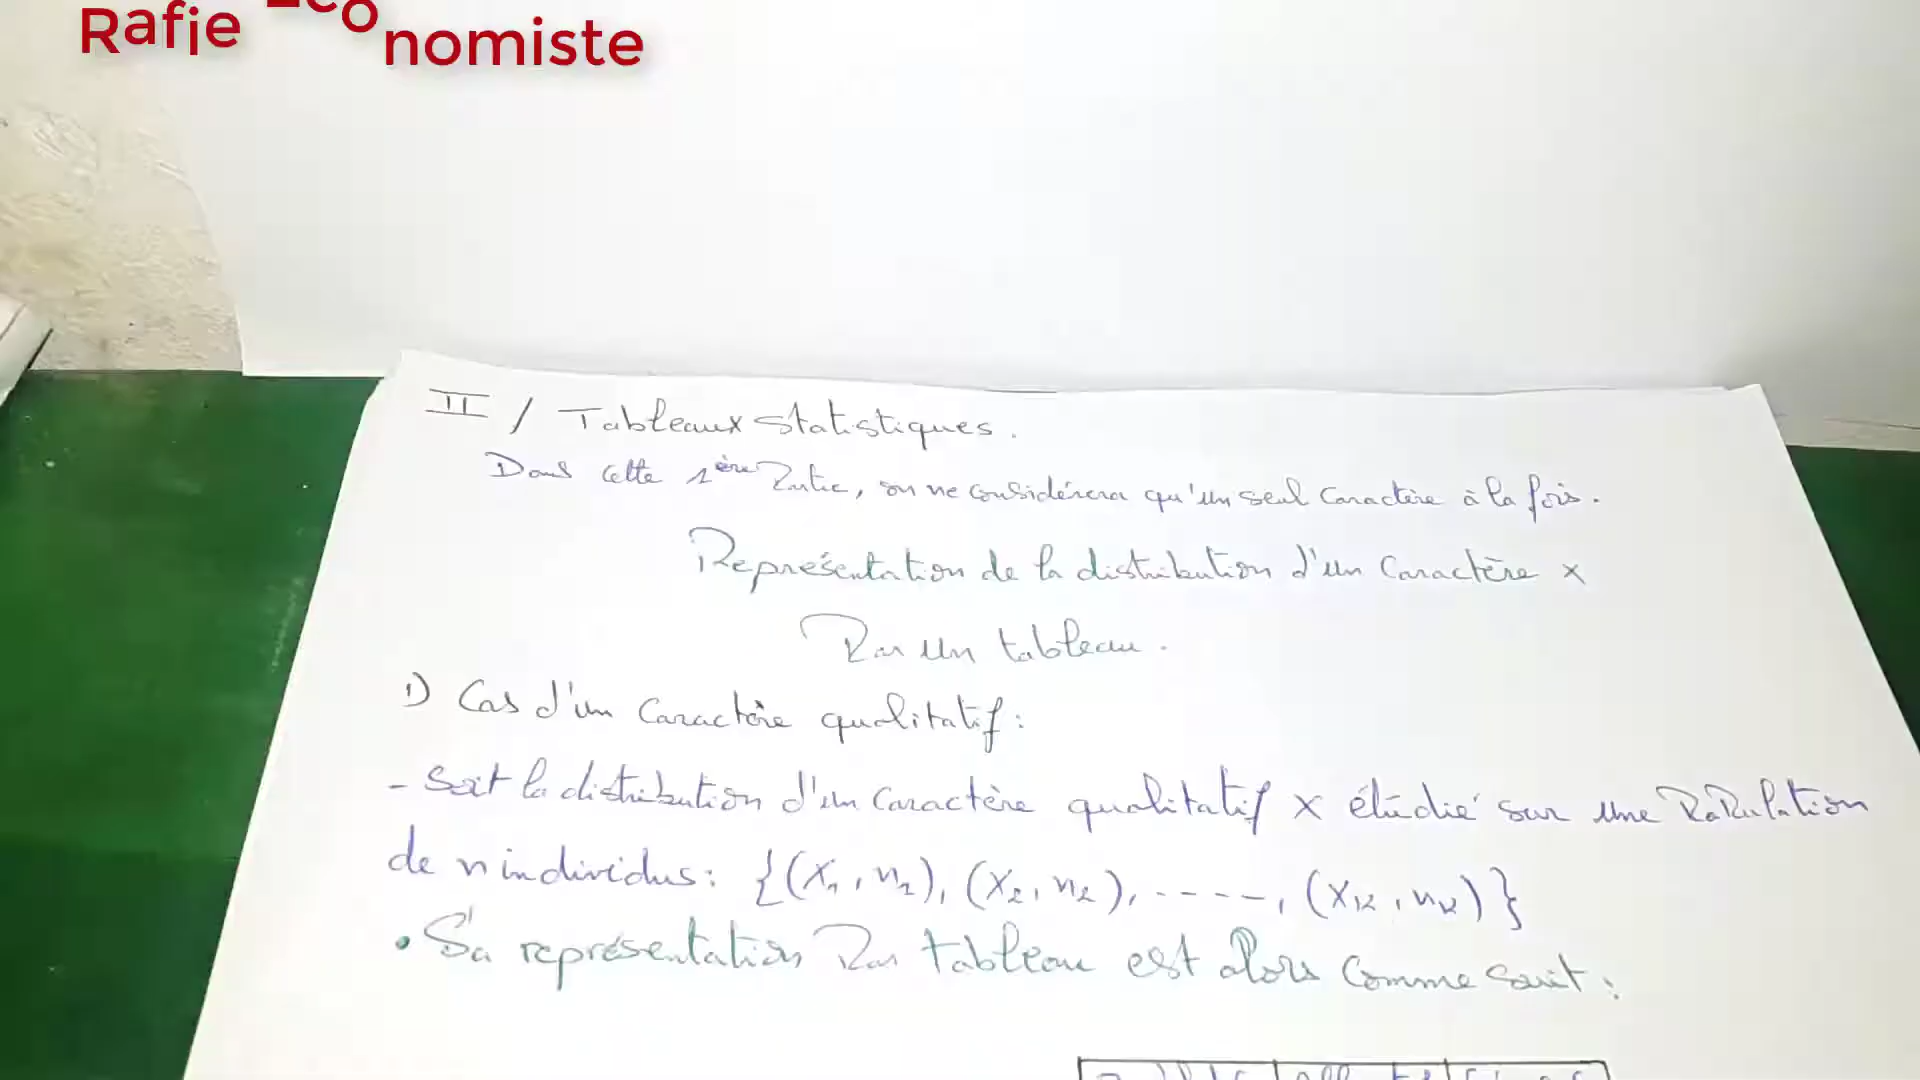 Rafie Economiste
II / Tableaux statistiques.
Dans cette 1ère Partie, on ne considérera qu'un seul caractère à la fois.
Représentation de la distribution d'un caractère x
Par un tableau.
1) Cas d'un caractère qualitatif :
- Soit la distribution d'un caractère qualitatif x étudié sur une Population
de n individus : {(x₁, n₁), (x₂, n₂), -----, (xₖ, nₖ)}
• Sa représentation Par tableau est alors comme suit :